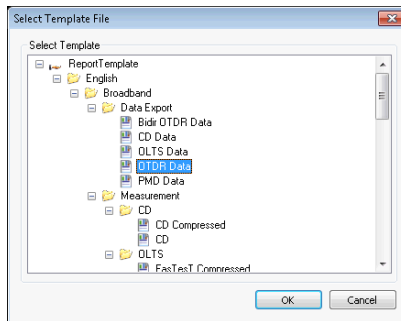 Select Template File
Select Template
ReportTemplate
English
Broadband
Data Export
Bidir OTDR Data
CD Data
OLTS Data
OTDR Data
PMD Data
Measurement
CD
CD Compressed
CD
OLTS
FasTesT Compressed
OK
Cancel